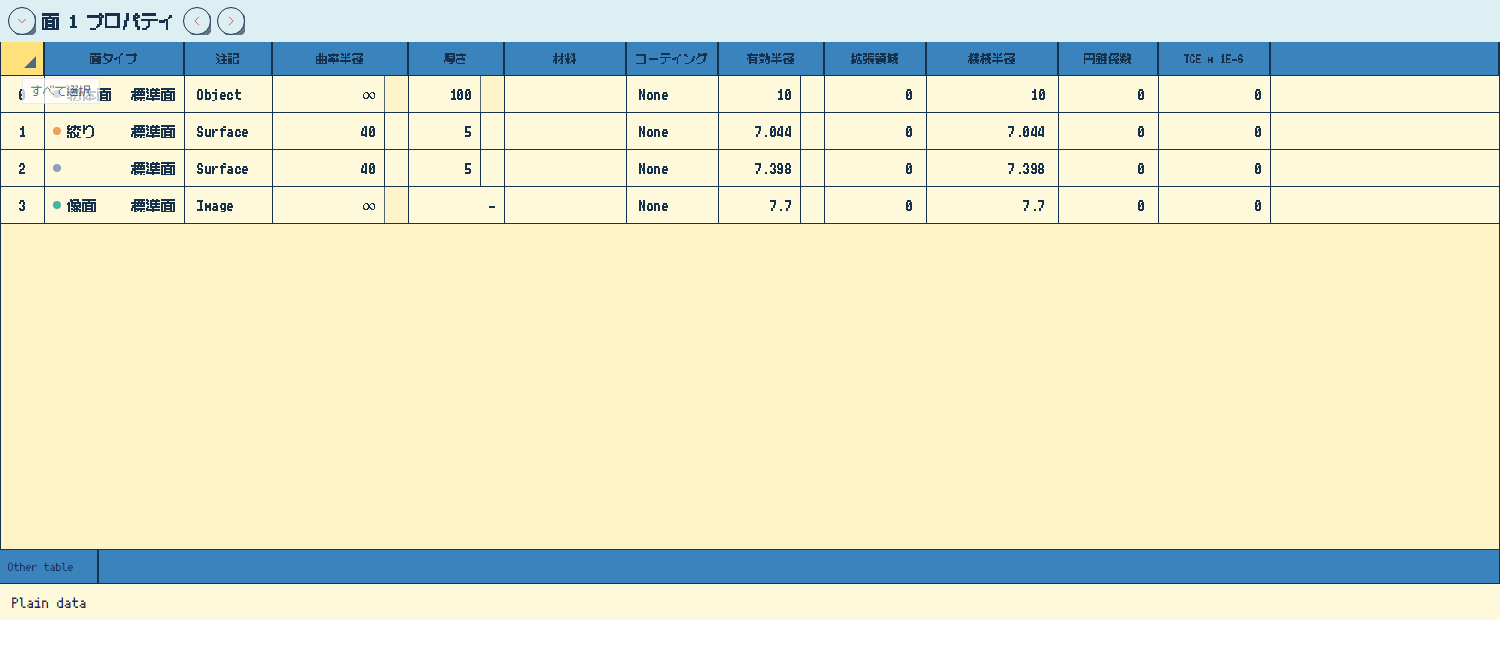 面 1 プロパティ
面タイプ 注記 曲率半径 厚さ 材料 コーティング 有効半径 拡張領域 機械半径 円錐係数 TCE x 1E-6
すべて選択
0 面 標準面 Object ∞ 100 None 10 0 10 0 0
1 絞り 標準面 Surface 40 5 None 7.044 0 7.044 0 0
2 標準面 Surface 40 5 None 7.398 0 7.398 0 0
3 像面 標準面 Image ∞ - None 7.7 0 7.7 0 0
Other table
Plain data